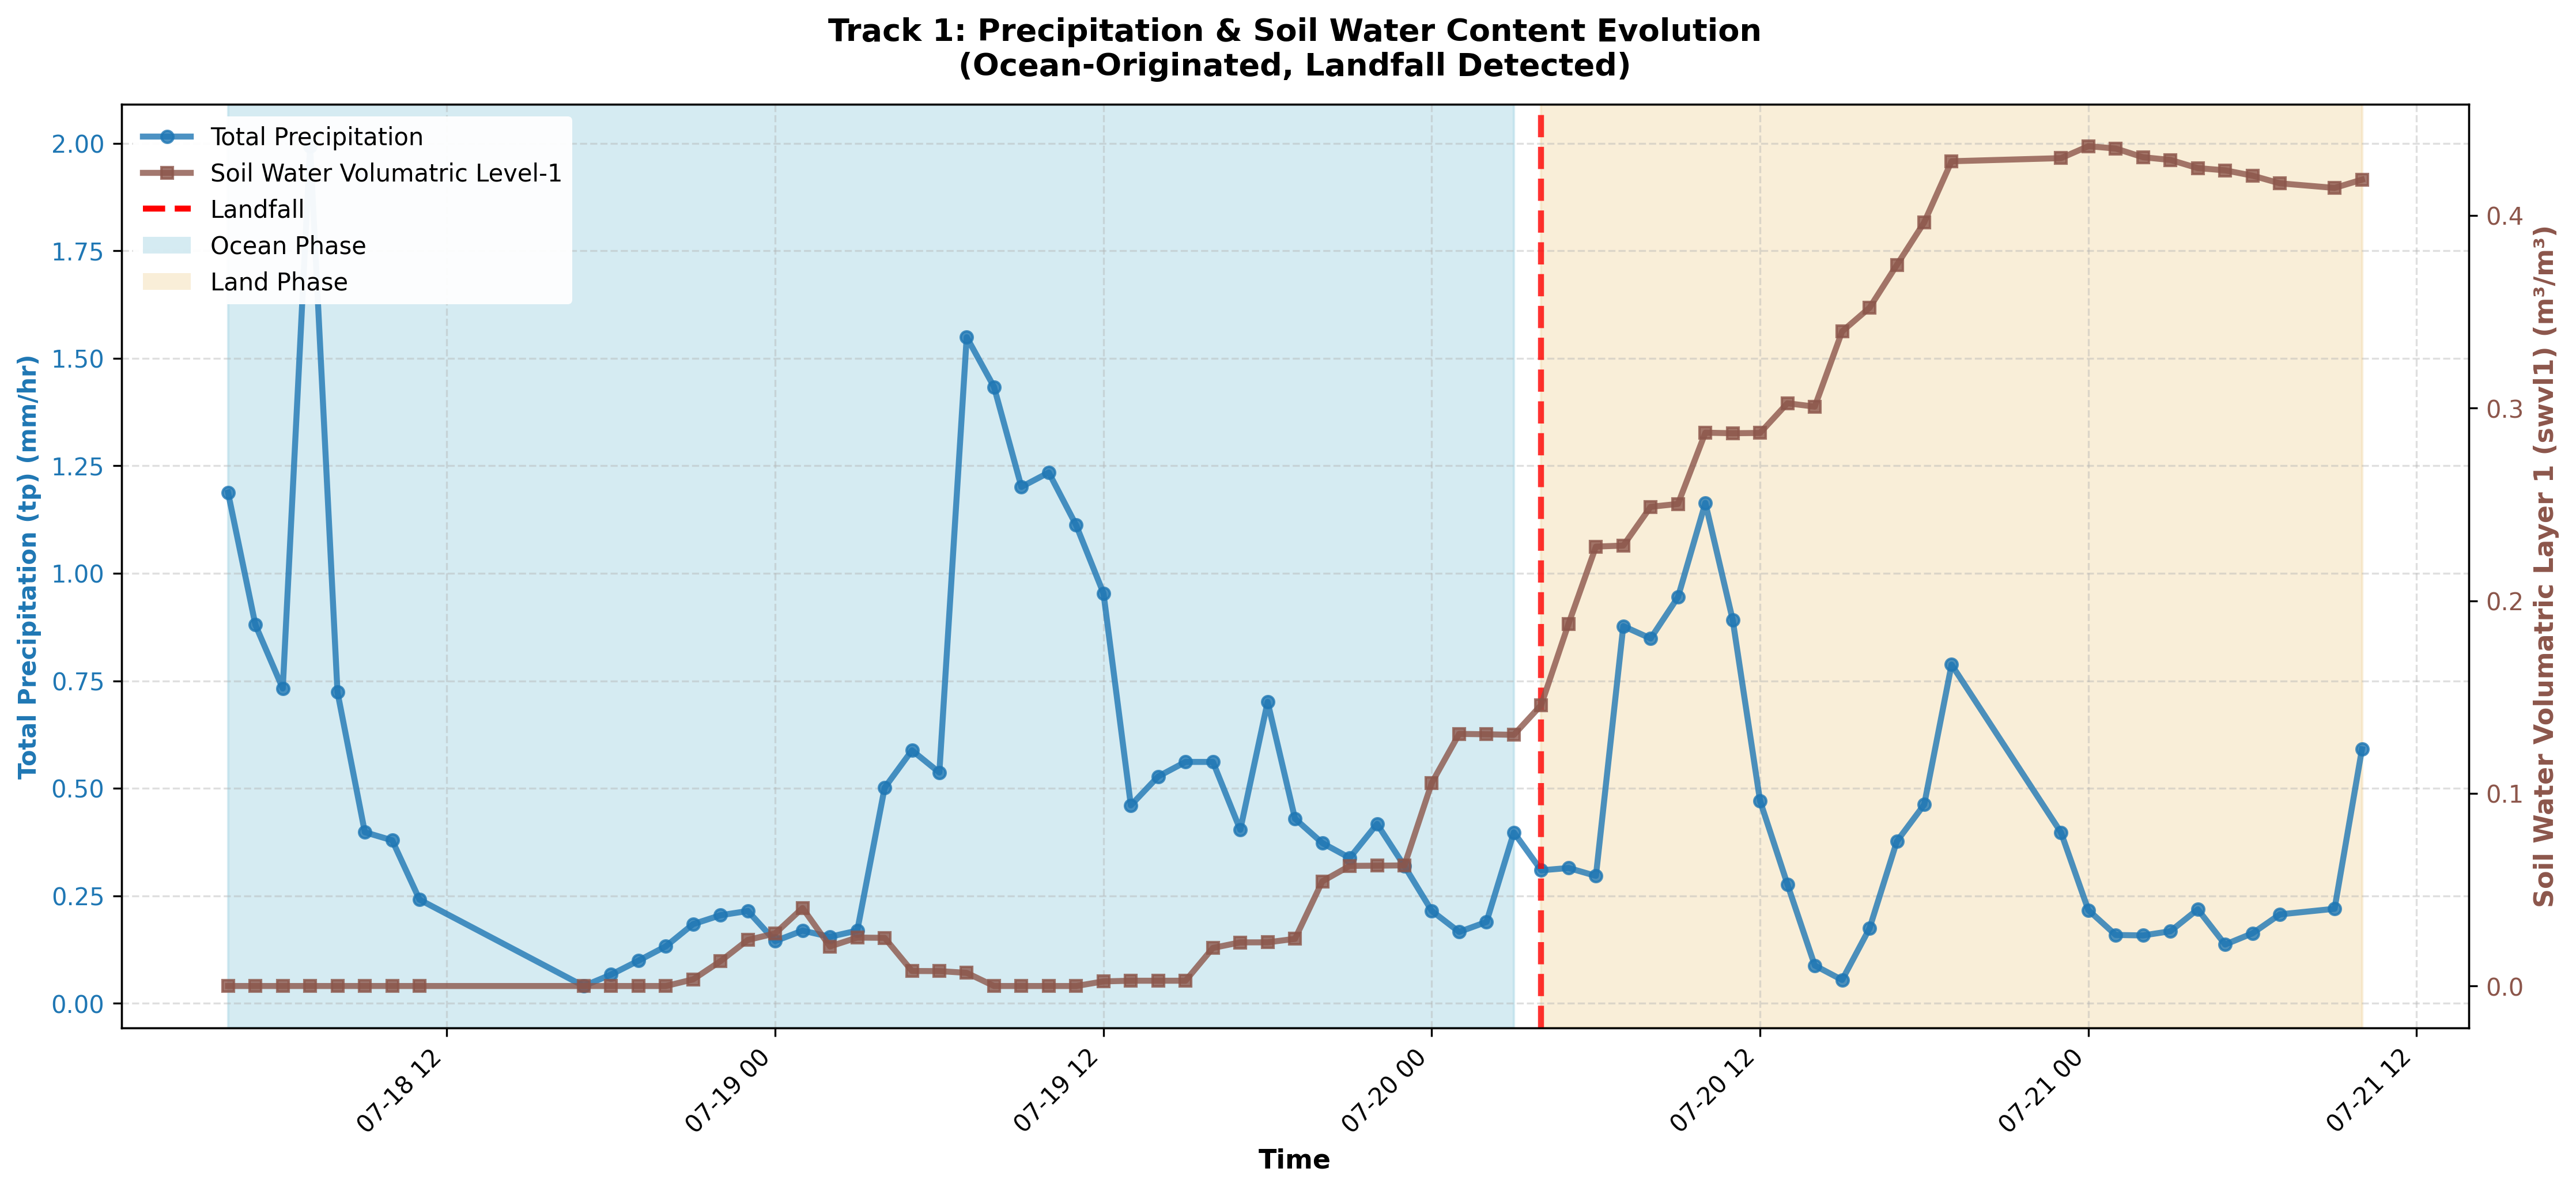 Track 1: Precipitation & Soil Water Content Evolution
(Ocean-Originated, Landfall Detected)
Total Precipitation
Soil Water Volumatric Level-1
Landfall
Ocean Phase
Land Phase
Total Precipitation (tp) (mm/hr)
2.00
1.75
1.50
1.25
1.00
0.75
0.50
0.25
0.00
Soil Water Volumatric Layer 1 (swvl1) (m³/m³)
0.4
0.3
0.2
0.1
0.0
07-18 12
07-19 00
07-19 12
07-20 00
07-20 12
07-21 00
07-21 12
Time